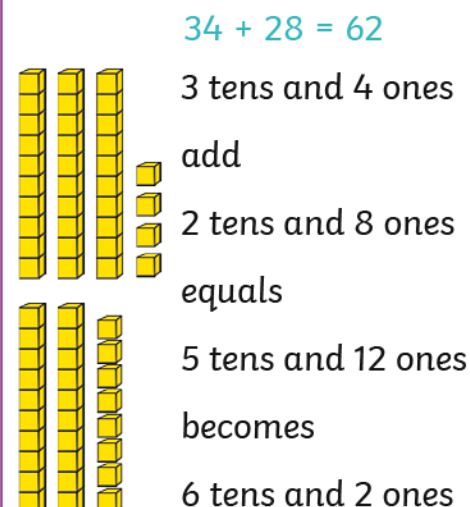 34 + 28 = 62
3 tens and 4 ones
add
2 tens and 8 ones
equals
5 tens and 12 ones
becomes
6 tens and 2 ones